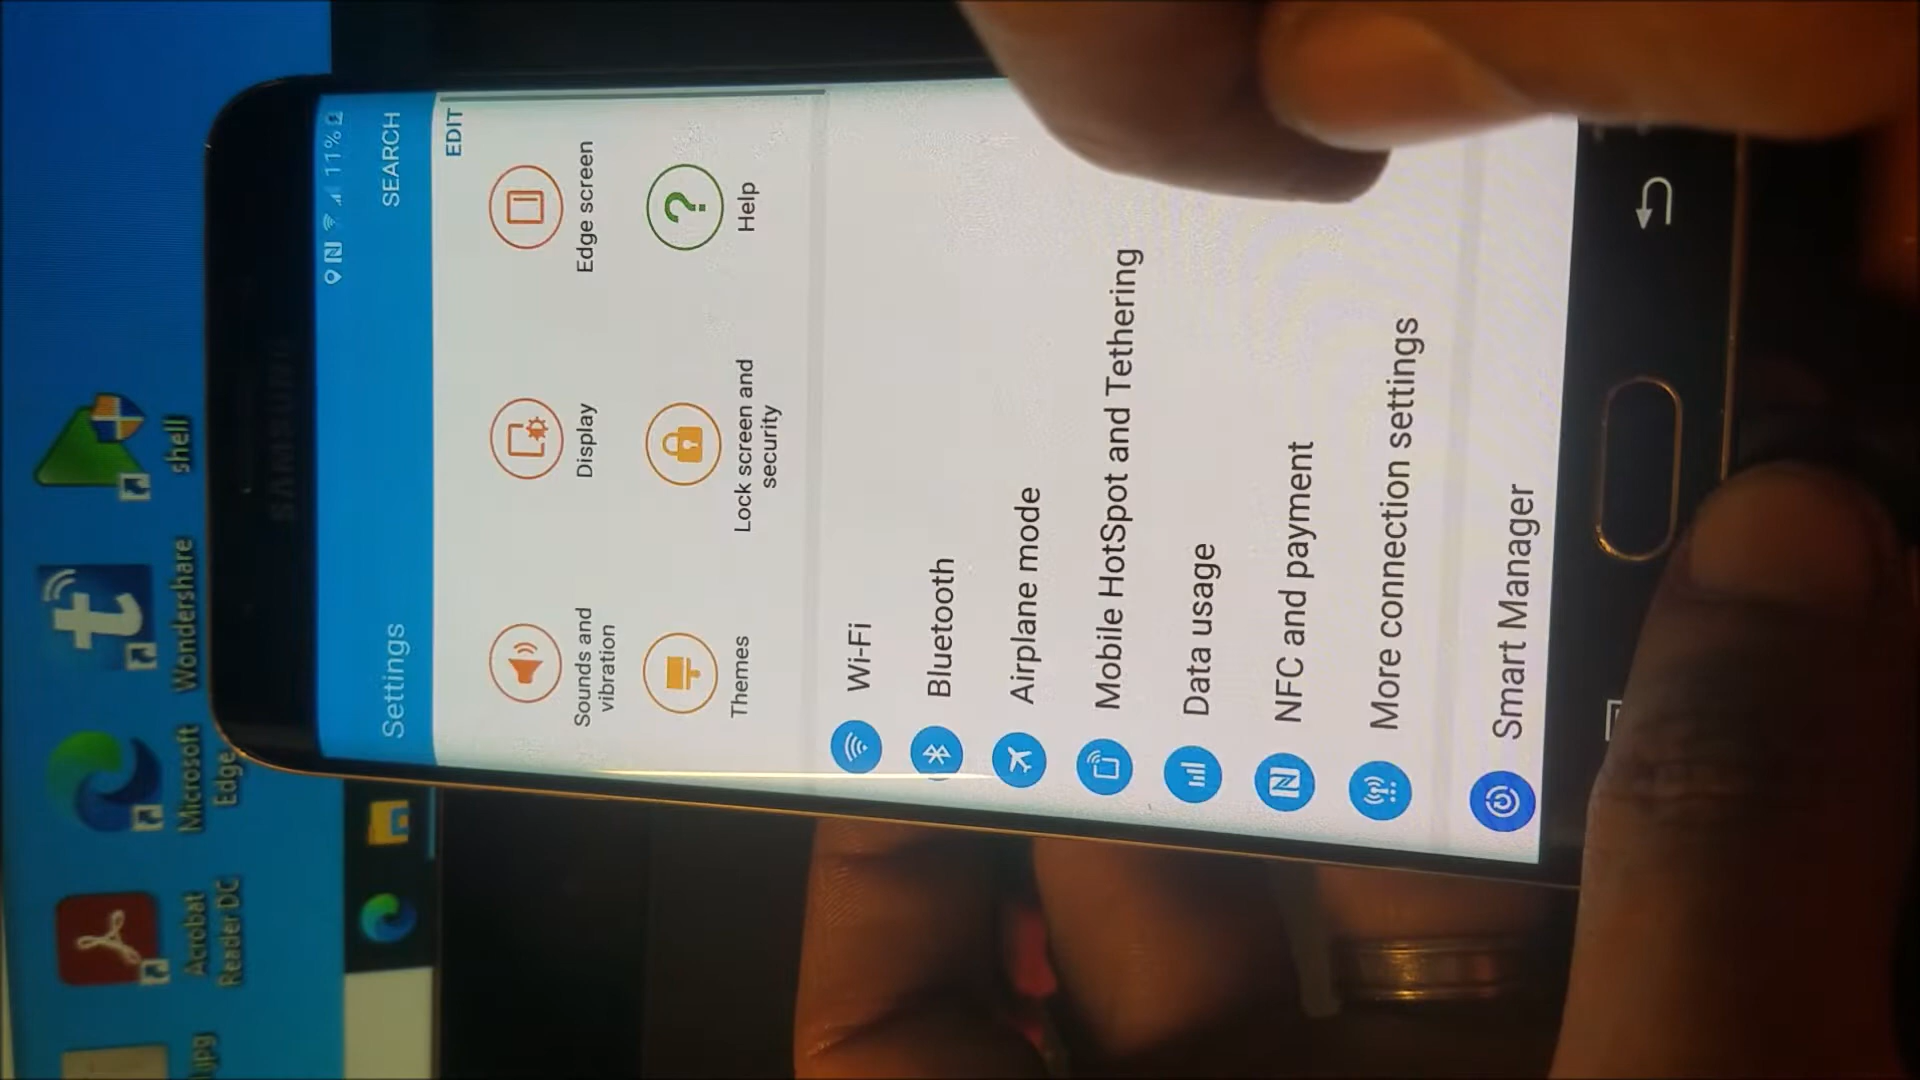 SAMSUNG
11%
Settings
SEARCH
EDIT
Sounds and
vibration
Display
Edge screen
Themes
Lock screen and
security
Help
Wi-Fi
Bluetooth
Airplane mode
Mobile HotSpot and Tethering
Data usage
NFC and payment
More connection settings
Smart Manager
Acrobat
Reader DC
Microsoft
Edge
Wondershare
shell